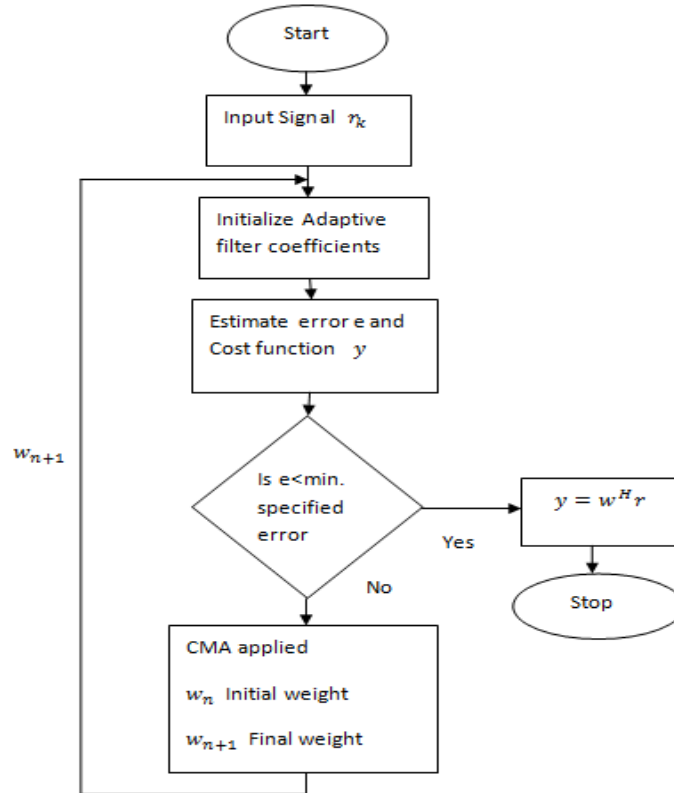 Start
Input Signal r_k
Initialize Adaptive
filter coefficients
Estimate error e and
Cost function y
w_{n+1}
Is e<min.
specified
error
y = w^H r
Yes
No
Stop
CMA applied
w_n Initial weight
w_{n+1} Final weight